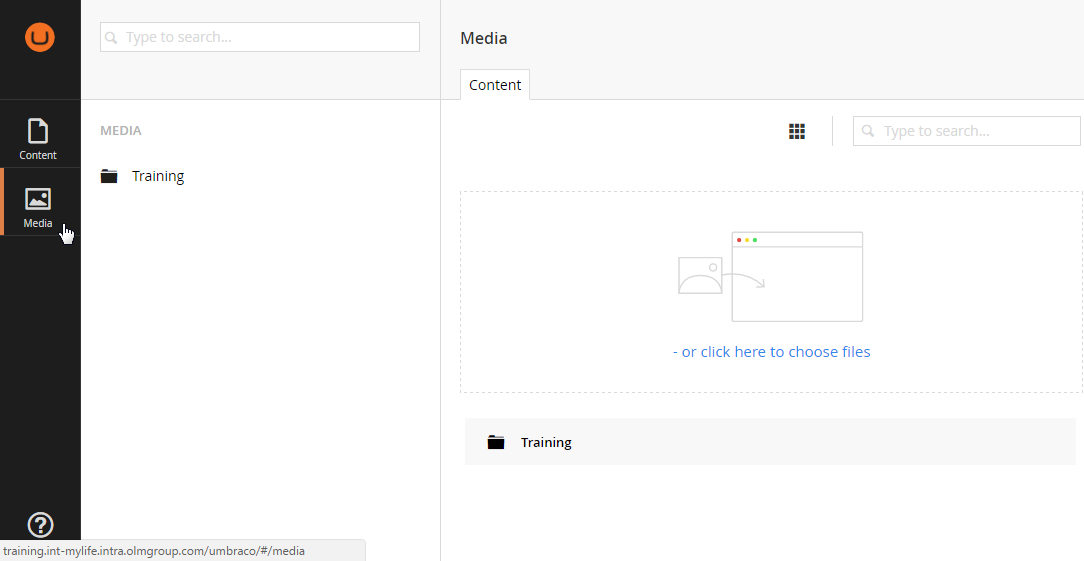 Type to search...
Media
Content
Content
MEDIA
Type to search...
Training
Media
- or click here to choose files
Training
training.int-mylife.intra.olmgroup.com/umbraco/#/media